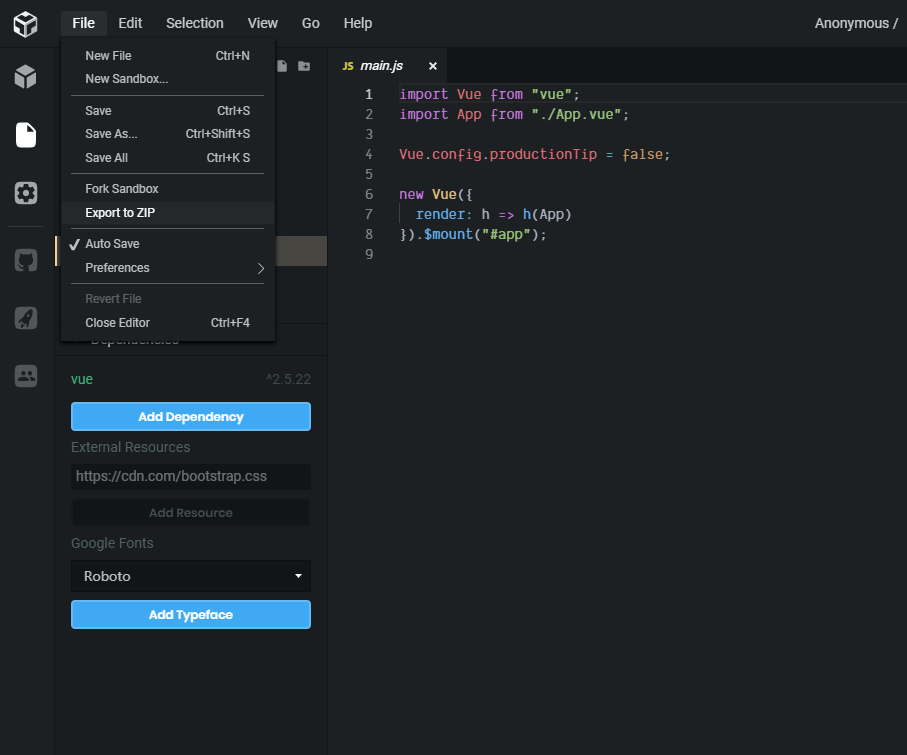 File Edit Selection View Go Help
Anonymous /
New File Ctrl+N
New Sandbox...
Save Ctrl+S
Save As... Ctrl+Shift+S
Save All Ctrl+K S
Fork Sandbox
Export to ZIP
Auto Save
Preferences
Revert File
Close Editor Ctrl+F4
Dependencies
vue ^2.5.22
Add Dependency
External Resources
https://cdn.com/bootstrap.css
Add Resource
Google Fonts
Roboto
Add Typeface
JS main.js ×
1 import Vue from "vue";
2 import App from "./App.vue";
3
4 Vue.config.productionTip = false;
5
6 new Vue({
7   render: h => h(App)
8 }).$mount("#app");
9